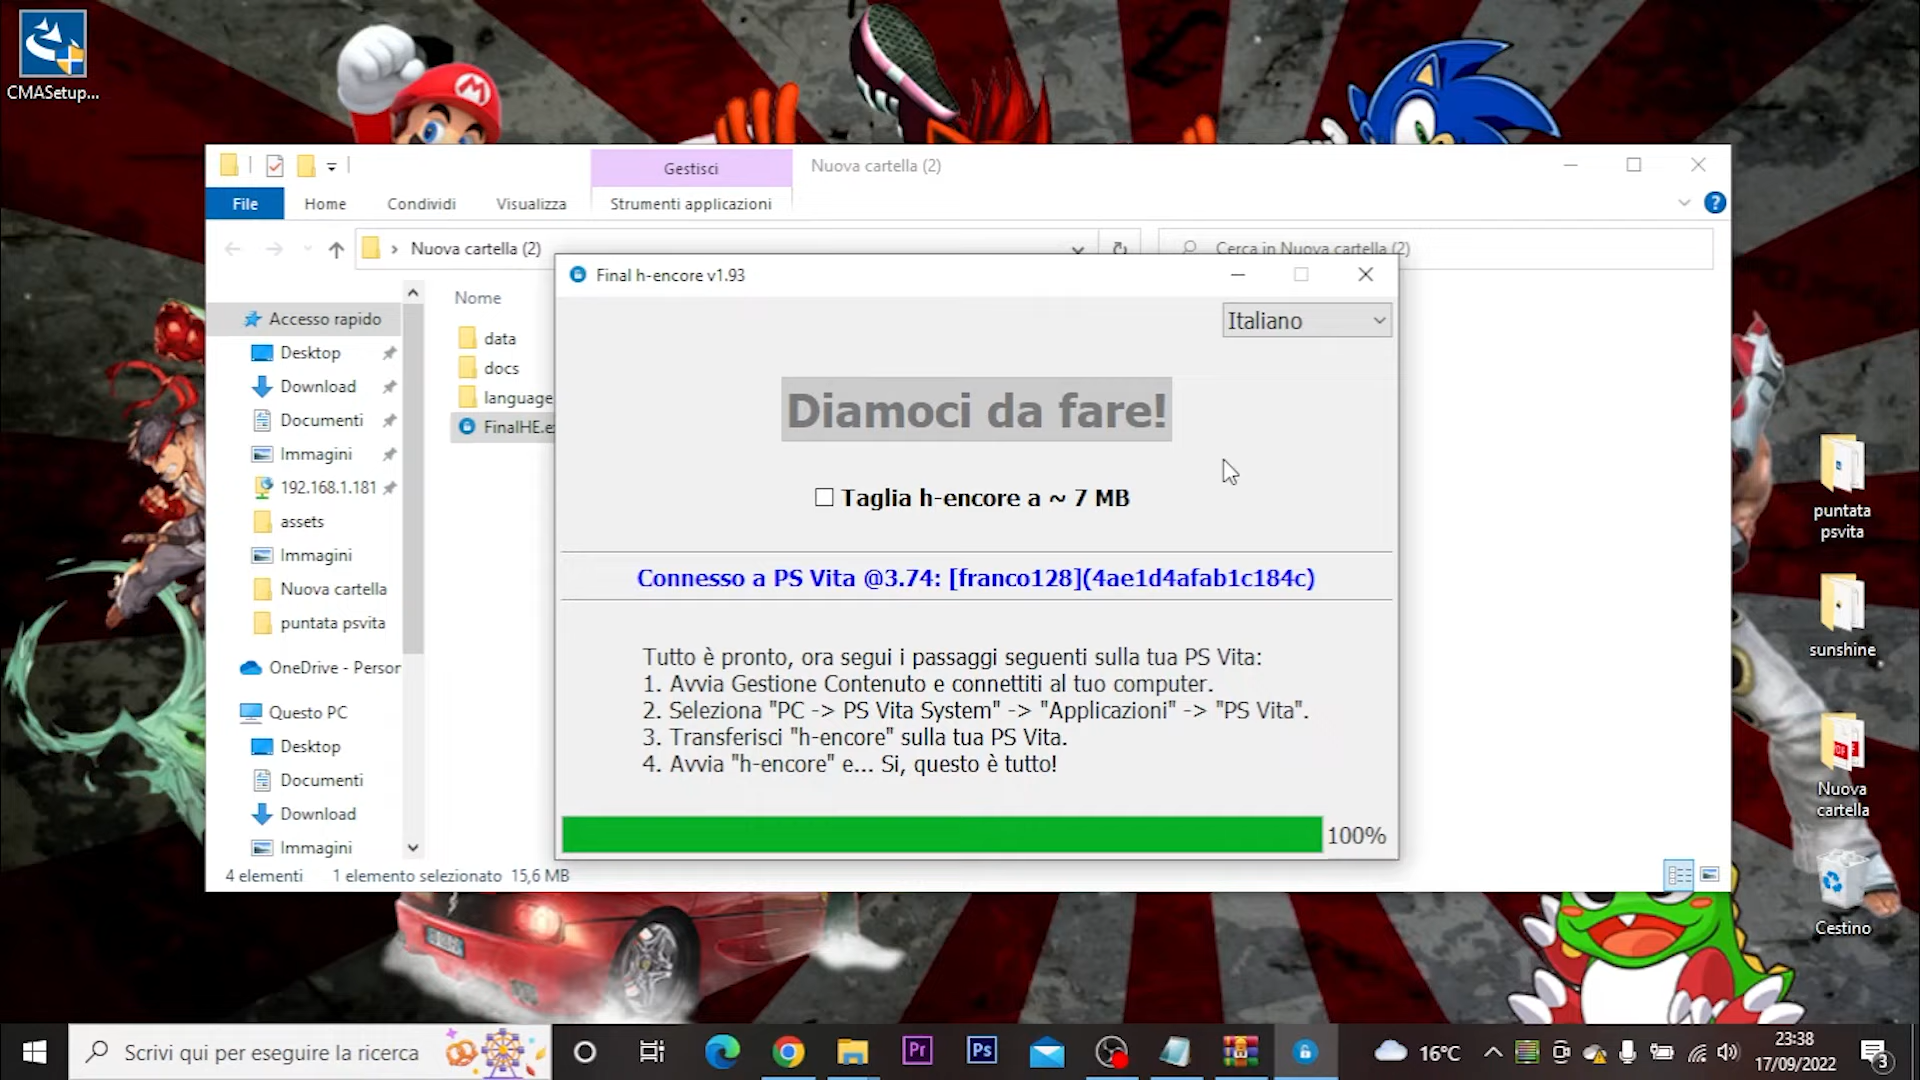 CMASetup...
Gestisci
Nuova cartella (2)
File
Home
Condividi
Visualizza
Strumenti applicazioni
Nuova cartella (2)
Cerca in Nuova cartella (2)
Accesso rapido
Desktop
Download
Documenti
Immagini
192.168.1.181
assets
Immagini
Nuova cartella
puntata psvita
OneDrive - Person
Questo PC
Desktop
Documenti
Download
Immagini
Nome
data
docs
language
FinalHE.e
4 elementi
1 elemento selezionato 15,6 MB
Final h-encore v1.93
Italiano
Diamoci da fare!
Taglia h-encore a ~ 7 MB
Connesso a PS Vita @3.74: [franco128](4ae1d4afab1c184c)
Tutto è pronto, ora segui i passaggi seguenti sulla tua PS Vita:
1. Avvia Gestione Contenuto e connettiti al tuo computer.
2. Seleziona "PC -> PS Vita System" -> "Applicazioni" -> "PS Vita".
3. Transferisci "h-encore" sulla tua PS Vita.
4. Avvia "h-encore" e... Si, questo è tutto!
100%
puntata
psvita
sunshine
Nuova
cartella
Cestino
Scrivi qui per eseguire la ricerca
Pr
Ps
16°C
23:38
17/09/2022
3